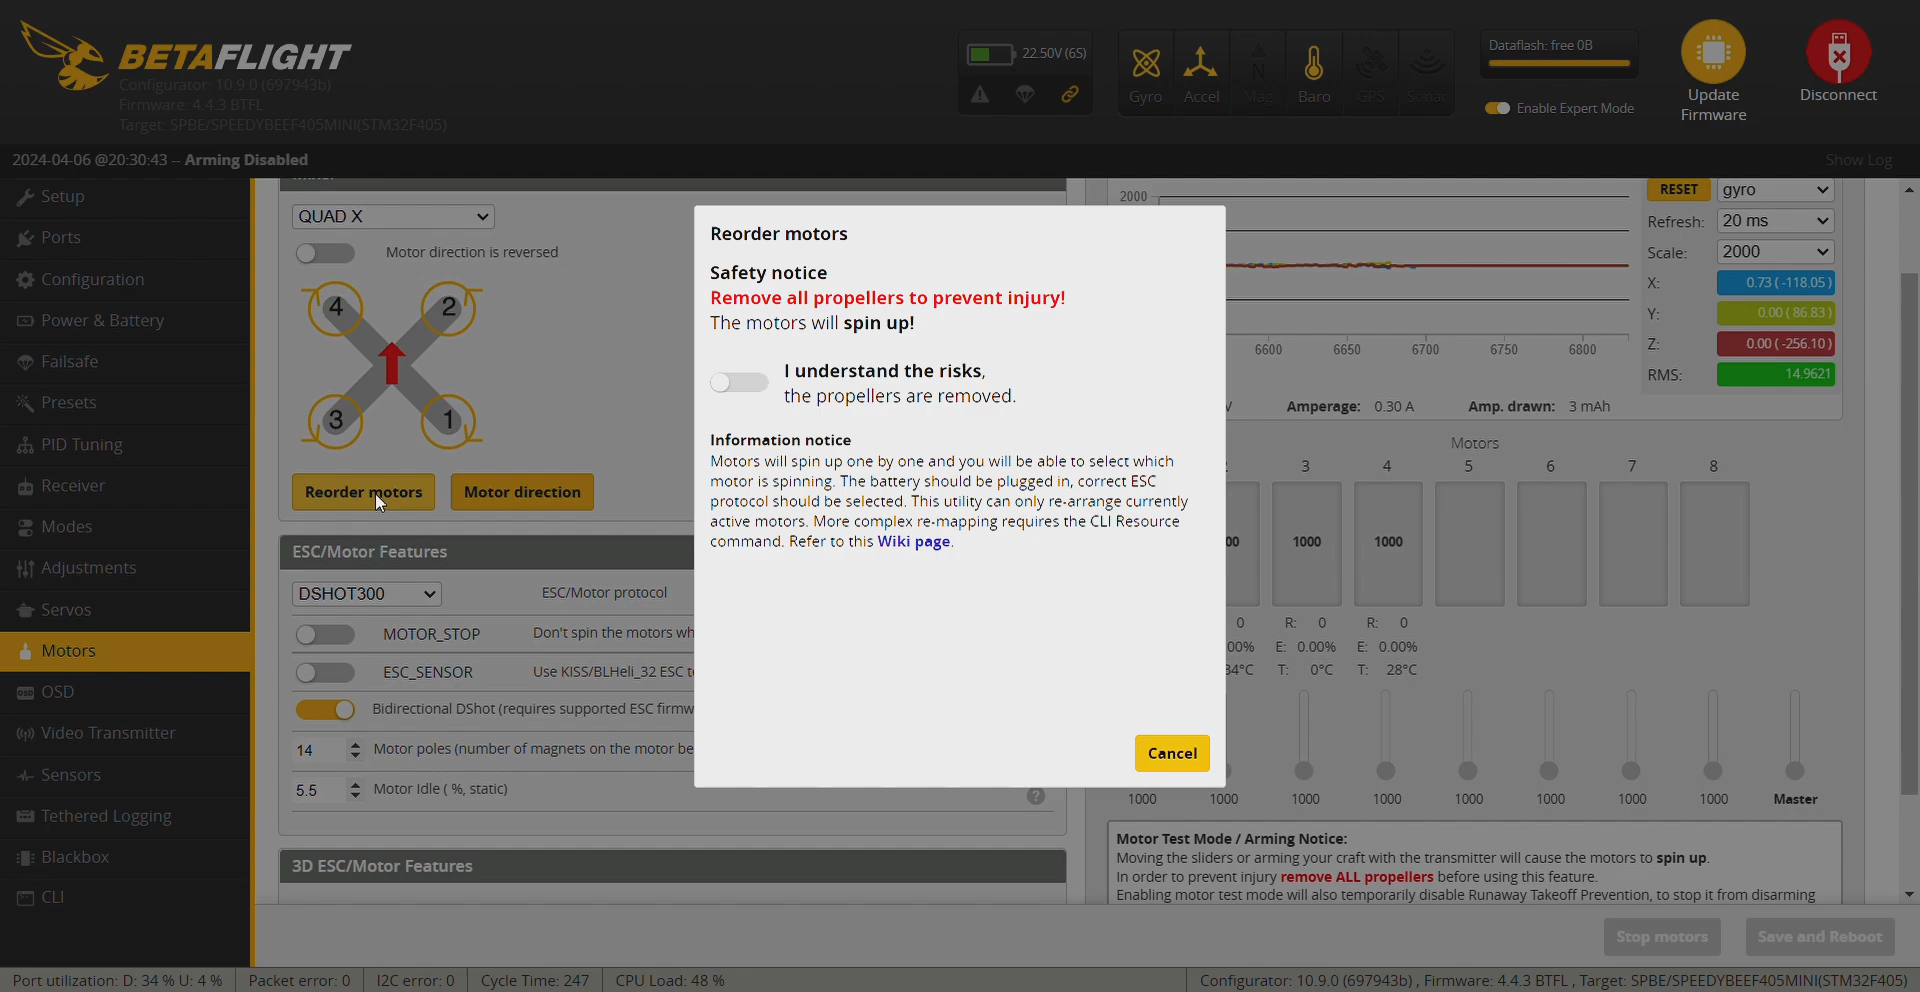 BETAFLIGHT
Configurator: 10.9.0 (697943b)
Firmware: 4.4.3 BTFL
Target: SPBE/SPEEDYBEEF405MINI(STM32F405)
22.50V (6S)
Gyro
Accel
Mag
Baro
GPS
Sonar
Dataflash: free 0B
Enable Expert Mode
Update
Firmware
Disconnect
2024-04-06 @20:30:43 -- Arming Disabled
Show Log
Setup
Ports
Configuration
Power & Battery
Failsafe
Presets
PID Tuning
Receiver
Modes
Adjustments
Servos
Motors
OSD
Video Transmitter
Sensors
Tethered Logging
Blackbox
CLI
QUAD X
Motor direction is reversed
4 2
3 1
Reorder motors Motor direction
ESC/Motor Features
DSHOT300 ESC/Motor protocol
MOTOR_STOP Don't spin the motors wh
ESC_SENSOR Use KISS/BLHeli_32 ESC t
Bidirectional DShot (requires supported ESC firmw
14 Motor poles (number of magnets on the motor be
5.5 Motor Idle ( %, static)
?
3D ESC/Motor Features
Reorder motors
Safety notice
Remove all propellers to prevent injury!
The motors will spin up!
I understand the risks,
the propellers are removed.
Information notice
Motors will spin up one by one and you will be able to select which
motor is spinning. The battery should be plugged in, correct ESC
protocol should be selected. This utility can only re-arrange currently
active motors. More complex re-mapping requires the CLI Resource
command. Refer to this Wiki page.
Cancel
2000
6600 6650 6700 6750 6800
RESET gyro
Refresh: 20 ms
Scale: 2000
X: 0.73 ( -118.05)
Y: 0.00 ( 86.83)
Z: 0.00 ( -256.10)
RMS: 14.9621
V Amperage: 0.30 A Amp. drawn: 3 mAh
Motors
3 4 5 6 7 8
00 1000 1000
0 R: 0 R: 0
00% E: 0.00% E: 0.00%
34°C T: 0°C T: 28°C
1000 1000 1000 1000 1000 1000 1000 1000 Master
Motor Test Mode / Arming Notice:
Moving the sliders or arming your craft with the transmitter will cause the motors to spin up.
In order to prevent injury remove ALL propellers before using this feature.
Enabling motor test mode will also temporarily disable Runaway Takeoff Prevention, to stop it from disarming
Stop motors Save and Reboot
Port utilization: D: 34 % U: 4 % Packet error: 0 I2C error: 0 Cycle Time: 247 CPU Load: 48 %
Configurator: 10.9.0 (697943b) , Firmware: 4.4.3 BTFL , Target: SPBE/SPEEDYBEEF405MINI(STM32F405)